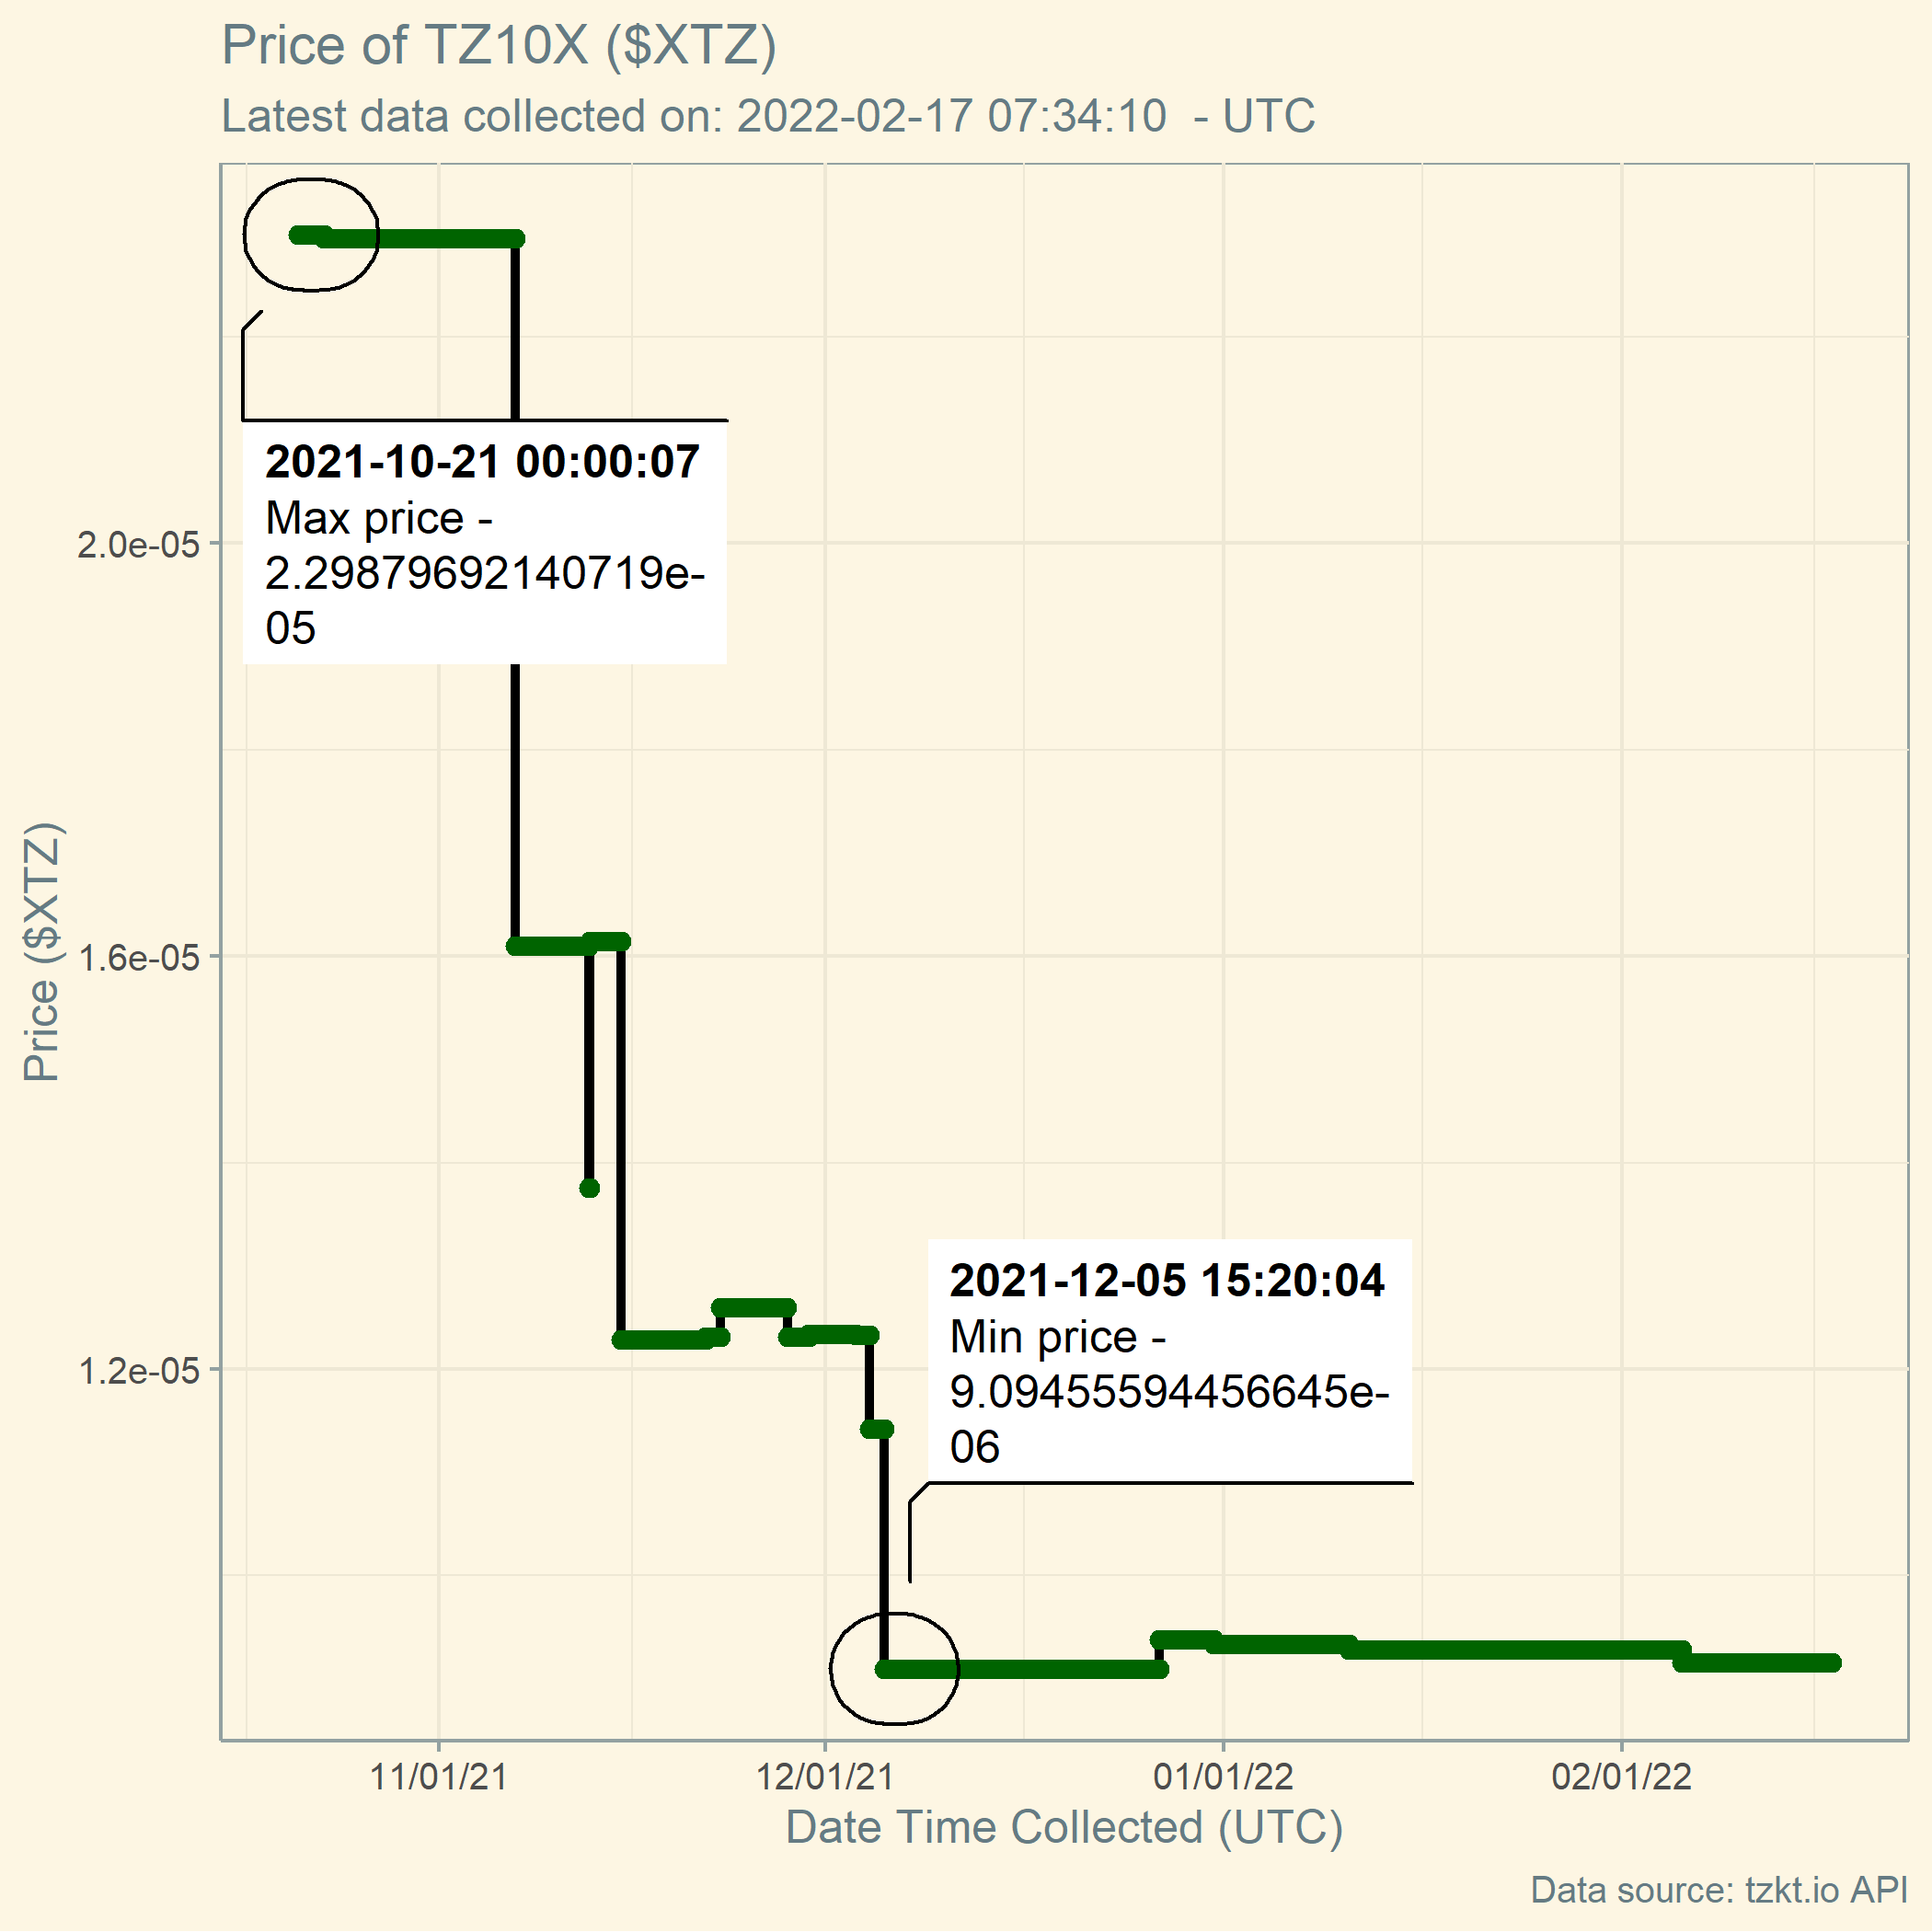 Price of TZ10X ($XTZ)
Latest data collected on: 2022-02-17 07:34:10  - UTC
2021-10-21 00:00:07
Max price -
2.29879692140719e-
05
2.0e-05
1.6e-05
1.2e-05
Price ($XTZ)
2021-12-05 15:20:04
Min price -
9.09455594456645e-
06
11/01/21
12/01/21
01/01/22
02/01/22
Date Time Collected (UTC)
Data source: tzkt.io API